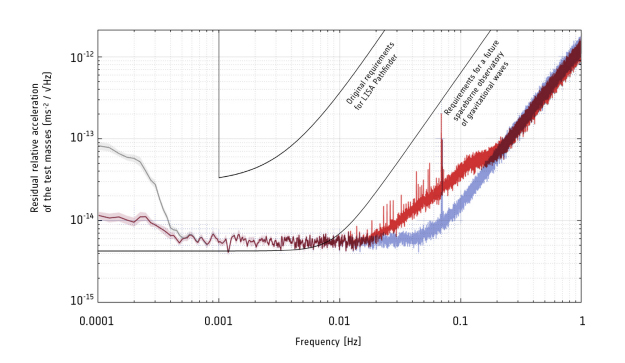 10⁻¹²
10⁻¹³
10⁻¹⁴
10⁻¹⁵
Residual relative acceleration
of the test masses [ms⁻² / √Hz]
Original requirements
for LISA Pathfinder
Requirements for a future
spaceborne observatory
of gravitational waves
0.0001 0.001 0.01 0.1 1
Frequency [Hz]